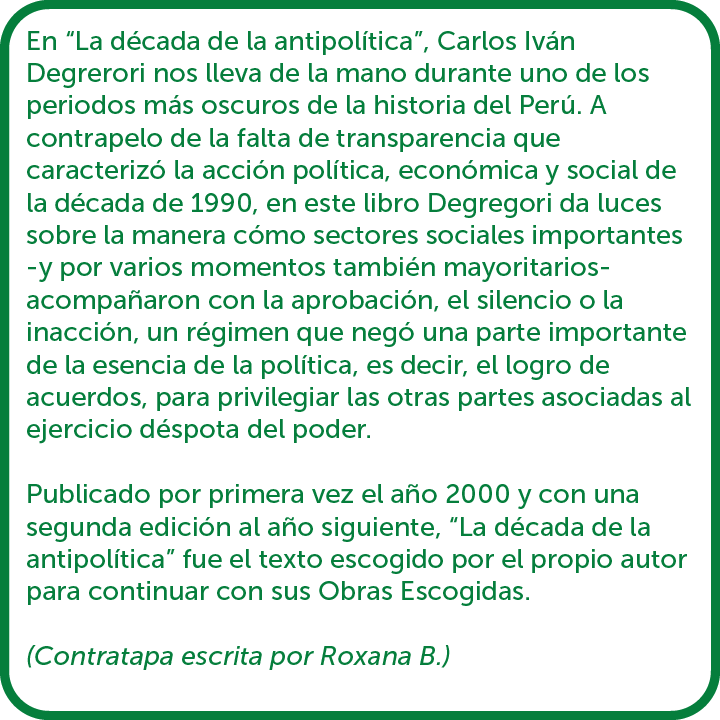 En “La década de la antipolítica”, Carlos Iván
Degrerori nos lleva de la mano durante uno de los
periodos más oscuros de la historia del Perú. A
contrapelo de la falta de transparencia que
caracterizó la acción política, económica y social de
la década de 1990, en este libro Degregori da luces
sobre la manera cómo sectores sociales importantes
-y por varios momentos también mayoritarios-
acompañaron con la aprobación, el silencio o la
inacción, un régimen que negó una parte importante
de la esencia de la política, es decir, el logro de
acuerdos, para privilegiar las otras partes asociadas al
ejercicio déspota del poder.
Publicado por primera vez el año 2000 y con una
segunda edición al año siguiente, “La década de la
antipolítica” fue el texto escogido por el propio autor
para continuar con sus Obras Escogidas.
(Contratapa escrita por Roxana B.)